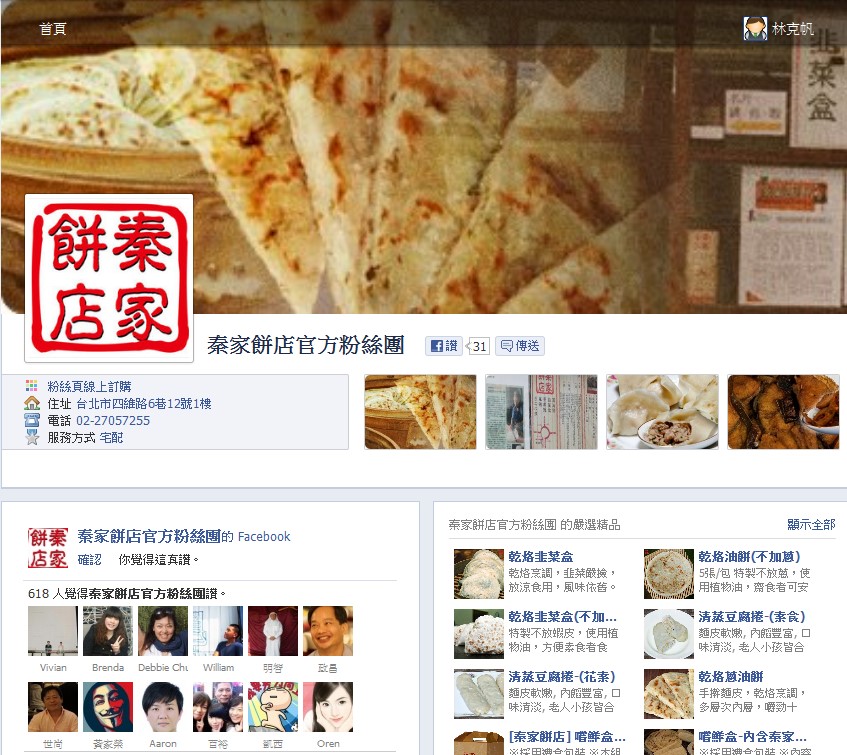 首頁
林克帆
韭菜盒
餅秦
店家
秦家餅店官方粉絲團
讚
31
傳送
粉絲頁線上訂購
住址 台北市四維路6巷12號1樓
電話 02-27057255
服務方式 宅配
餅秦
店家
秦家餅店官方粉絲團的 Facebook
確認 你覺得這真讚。
618 人覺得秦家餅店官方粉絲團讚。
Vivian Brenda Debbie Chu William 明謦 政昌
世尚 黃家榮 Aaron 百裕 凱西 Oren
秦家餅店官方粉絲團 的嚴選精品
顯示全部
乾烙韭菜盒
乾烙烹調，韭菜嚴撿，
放涼食用，風味依舊。
乾烙油餅(不加蔥)
5張/包 特製不放蔥，使
用植物油，齋食者可安
乾烙韭菜盒(不加...
特製不放蝦皮，使用植
物油，方便素食者食
清蒸豆腐捲-(素食)
麵皮軟嫩, 內餡豐富, 口
味清淡, 老人小孩皆合
清蒸豆腐捲-(花素)
麵皮軟嫩, 內餡豐富, 口
味清淡, 老人小孩皆合
乾烙蔥油餅
手擀麵皮，乾烙烹調，
多層次內層，嚼勁十
[秦家餅店] 嚐鮮盒...
※採用禮盒包裝 ※本組
嚐鮮盒-內含秦家...
※採用禮盒包裝 ※內容